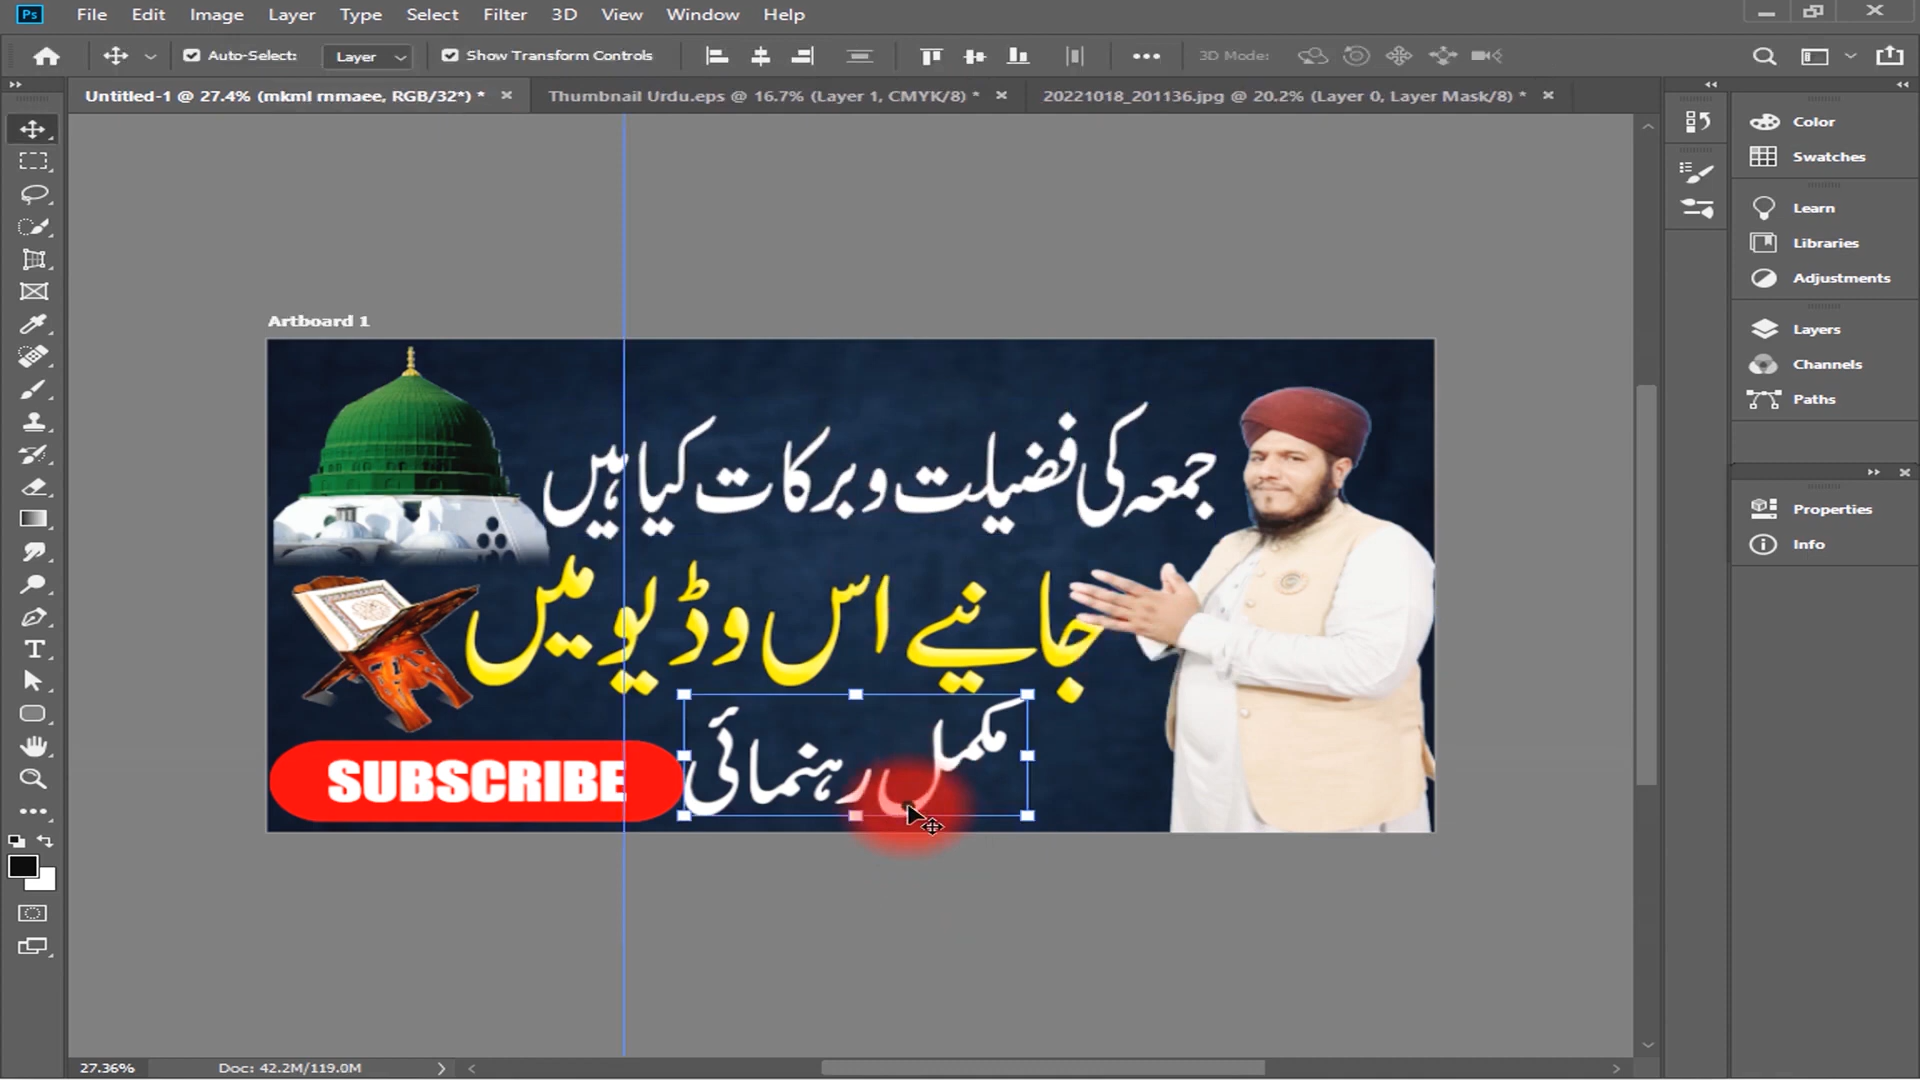 Ps File Edit Image Layer Type Select Filter 3D View Window Help
Auto-Select: Layer Show Transform Controls 3D Mode:
Untitled-1 @ 27.4% (mkml rnmaee, RGB/32*) * Thumbnail Urdu.eps @ 16.7% (Layer 1, CMYK/8) * 20221018_201136.jpg @ 20.2% (Layer 0, Layer Mask/8) *
Color
Swatches
Learn
Libraries
Adjustments
Layers
Channels
Paths
Properties
Info
Artboard 1
جمعہ کی فضیلت و برکات کیا ہیں
جانیے اس وڈیو میں
مکمل رہنمائی
SUBSCRIBE
27.36% Doc: 42.2M/119.0M